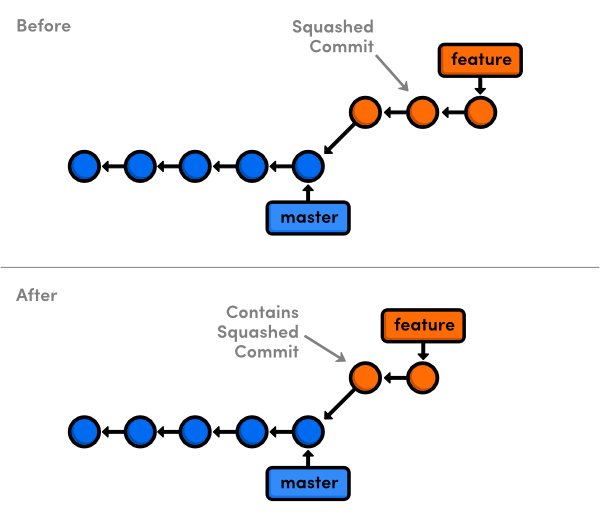 Before
Squashed
Commit
feature
master
After
Contains
Squashed
Commit
feature
master